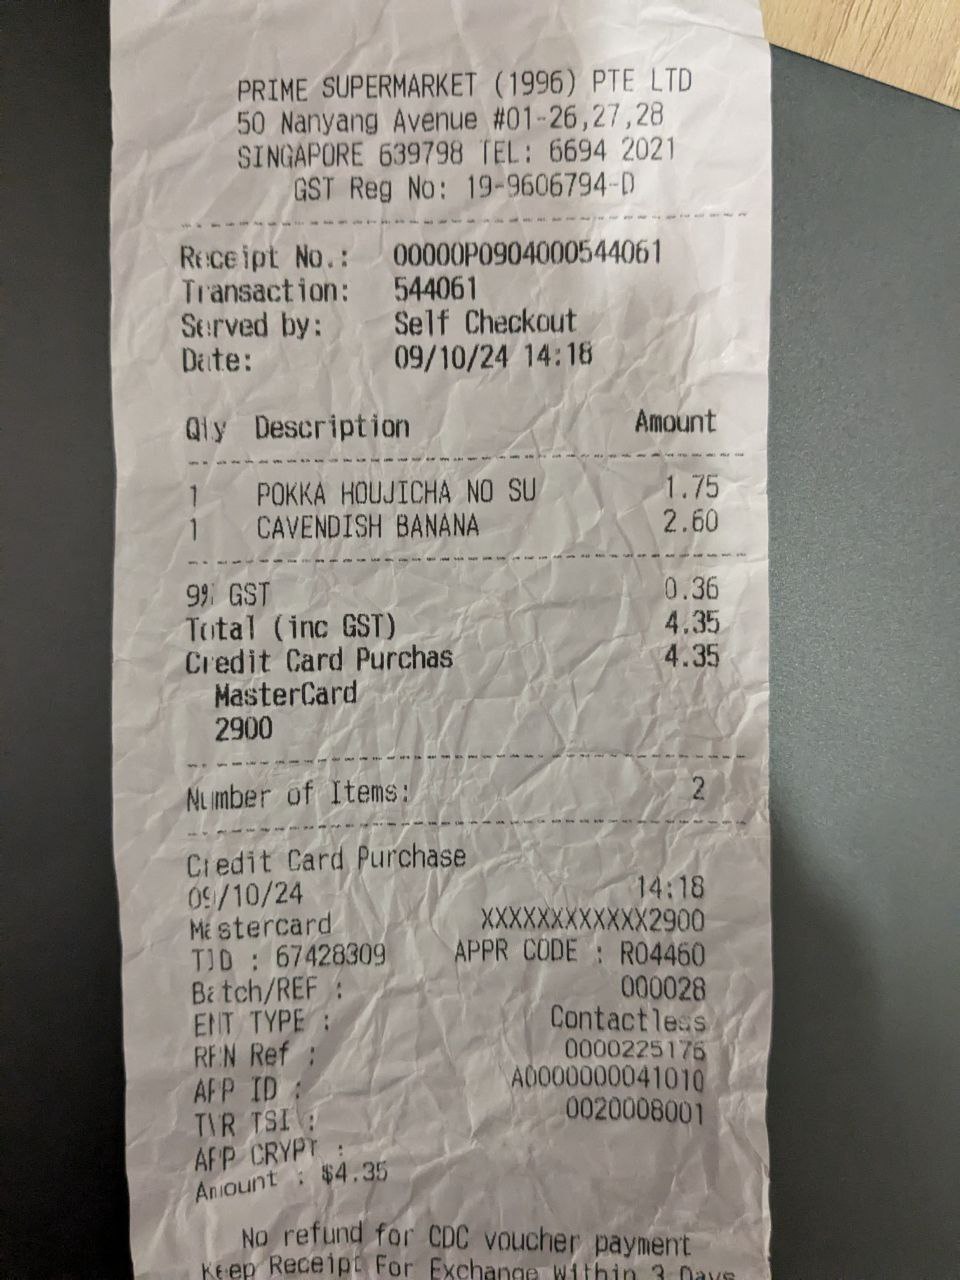 PRIME SUPERMARKET (1996) PTE LTD
50 Nanyang Avenue #01-26,27,28
SINGAPORE 639798 TEL: 6694 2021
GST Reg No: 19-9606794-D
Receipt No.: 00000P0904000544061
Transaction: 544061
Served by: Self Checkout
Date: 09/10/24 14:18
Qty Description Amount
1 POKKA HOUJICHA NO SU 1.75
1 CAVENDISH BANANA 2.60
9% GST 0.36
Total (inc GST) 4.35
Credit Card Purchas 4.35
MasterCard
2900
Number of Items: 2
Credit Card Purchase
09/10/24 14:18
Mastercard XXXXXXXXXXXX2900
TID : 67428309 APPR CODE : R04460
Batch/REF : 000028
ENT TYPE : Contactless
RRN Ref : 0000225176
APP ID : A0000000041010
TVR TSI : 0020008001
APP CRYPT :
Amount : $4.35
No refund for CDC voucher payment
Keep Receipt For Exchange Within 3 Days